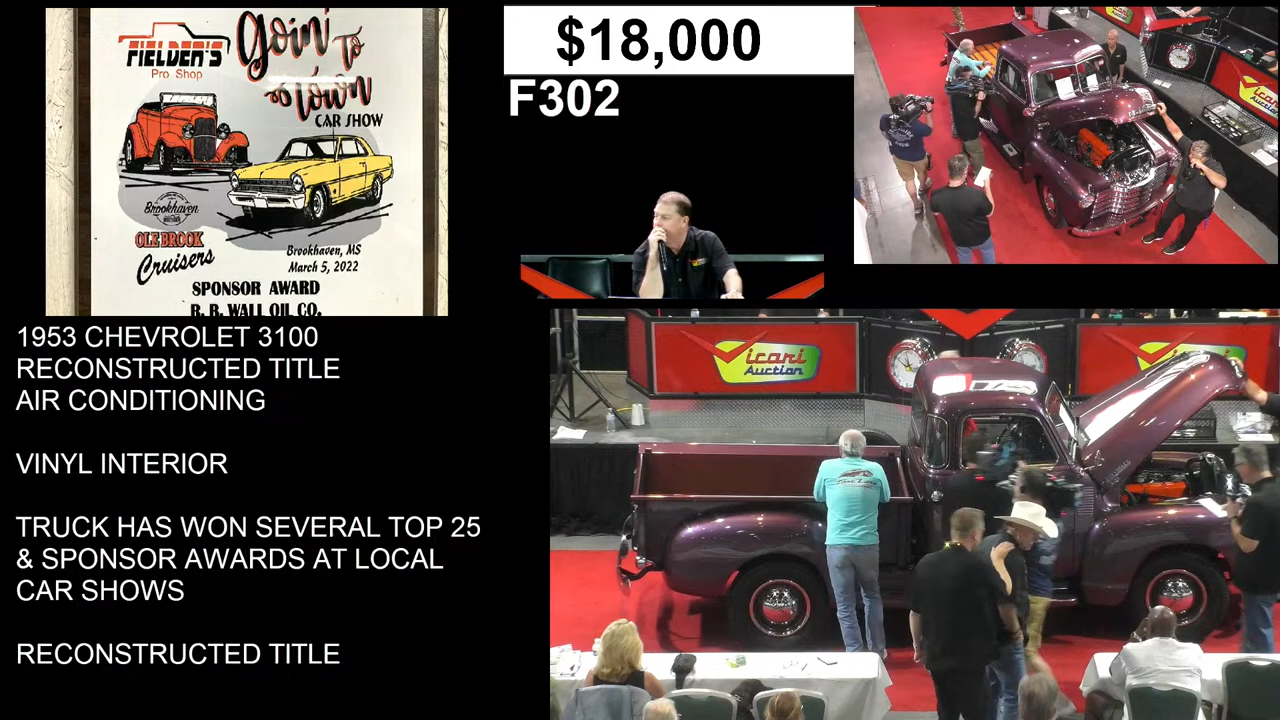 FIELDER'S
Pro Shop
Goin' To
Town
CAR SHOW
Brookhaven
OLE BROOK
Cruisers
Brookhaven, MS
March 5, 2022
SPONSOR AWARD
R. B. WALL OIL CO.
$18,000
F302
1953 CHEVROLET 3100
RECONSTRUCTED TITLE
AIR CONDITIONING
VINYL INTERIOR
TRUCK HAS WON SEVERAL TOP 25
& SPONSOR AWARDS AT LOCAL
CAR SHOWS
RECONSTRUCTED TITLE
Vicari
Auction